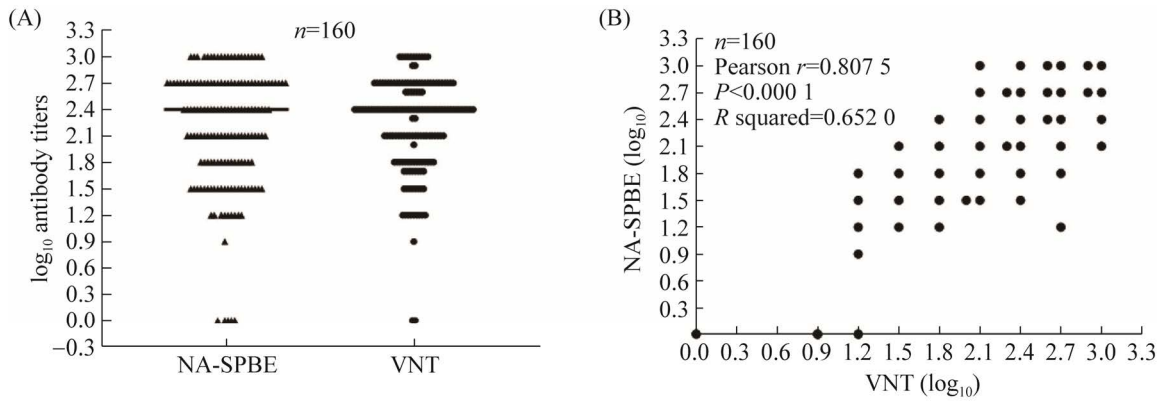 (A)
n=160
log10 antibody titers
3.3
3.0
2.7
2.4
2.1
1.8
1.5
1.2
0.9
0.6
0.3
0.0
−0.3
NA-SPBE VNT
(B)
n=160
Pearson r=0.807 5
P<0.000 1
R squared=0.652 0
NA-SPBE (log10)
3.3
3.0
2.7
2.4
2.1
1.8
1.5
1.2
0.9
0.6
0.3
0.0 0.3 0.6 0.9 1.2 1.5 1.8 2.1 2.4 2.7 3.0 3.3
VNT (log10)